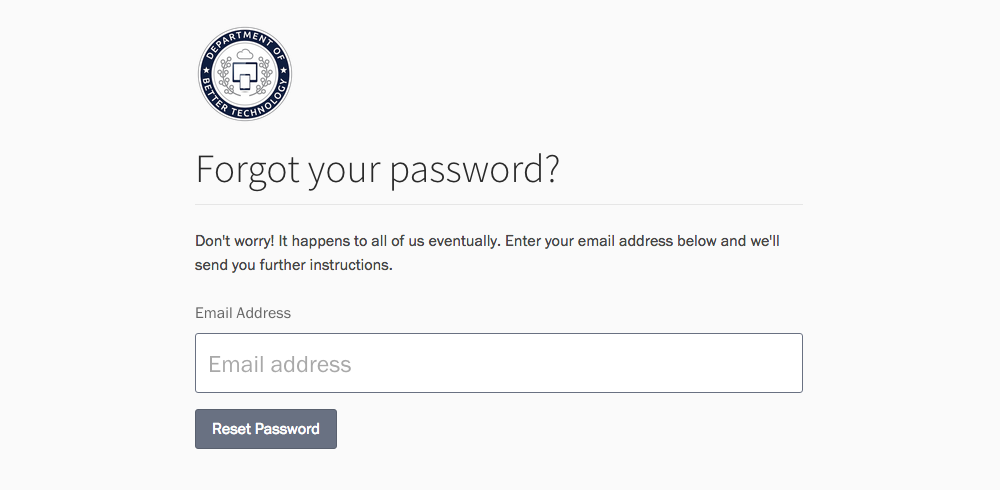 DEPARTMENT OF
BETTER TECHNOLOGY
Forgot your password?
Don't worry! It happens to all of us eventually. Enter your email address below and we'll
send you further instructions.
Email Address
Email address
Reset Password